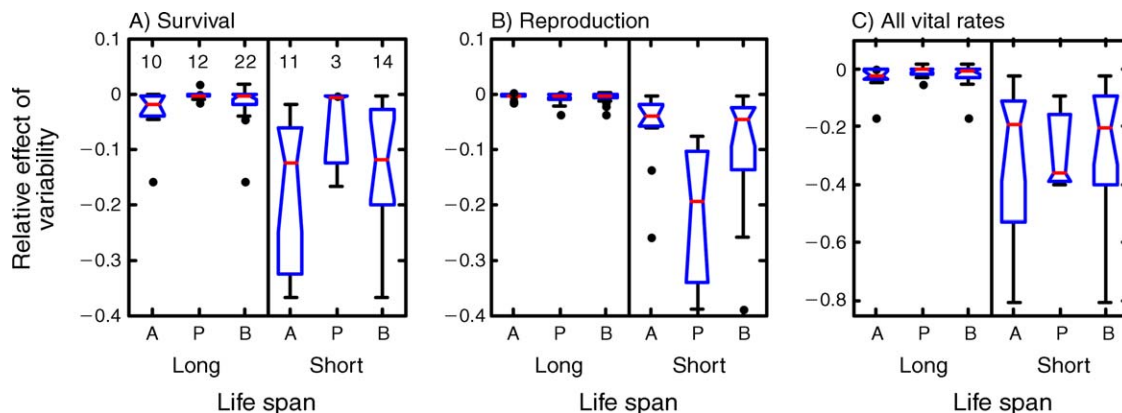 A) Survival
B) Reproduction
C) All vital rates
Relative effect of
variability
0.1
0
−0.1
−0.2
−0.3
−0.4
10 12 22 11 3 14
A P B A P B
Long Short
Life span
0.1
0
−0.1
−0.2
−0.3
−0.4
A P B A P B
Long Short
Life span
0
−0.2
−0.4
−0.6
−0.8
A P B A P B
Long Short
Life span